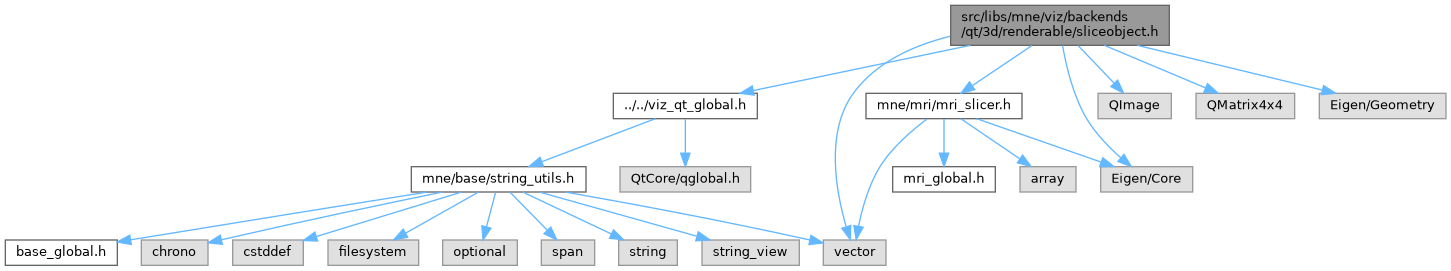 src/libs/mne/viz/backends
/qt/3d/renderable/sliceobject.h
../../viz_qt_global.h
mne/mri/mri_slicer.h
QImage
QMatrix4x4
Eigen/Geometry
mne/base/string_utils.h
QtCore/qglobal.h
mri_global.h
array
Eigen/Core
base_global.h
chrono
cstddef
filesystem
optional
span
string
string_view
vector